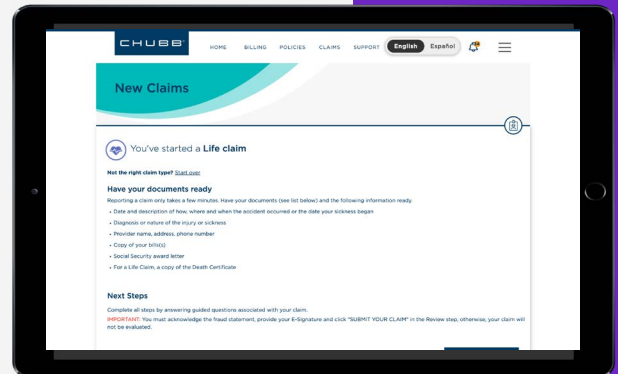 CHUBB
HOME BILLING POLICIES CLAIMS SUPPORT English Español
New Claims
You've started a Life claim
Not the right claim type? Start over
Have your documents ready
Reporting a claim only takes a few minutes. Have your documents (see list below) and the following information ready.
• Date and description of how, where and when the accident occurred or the date your sickness began
• Diagnosis or nature of the injury or sickness
• Provider name, address, phone number
• Copy of your bills(s)
• Social Security award letter
• For a Life Claim, a copy of the Death Certificate
Next Steps
Complete all steps by answering guided questions associated with your claim.
IMPORTANT: You must acknowledge the fraud statement, provide your E-Signature and click "SUBMIT YOUR CLAIM" in the Review step, otherwise, your claim will
not be evaluated.